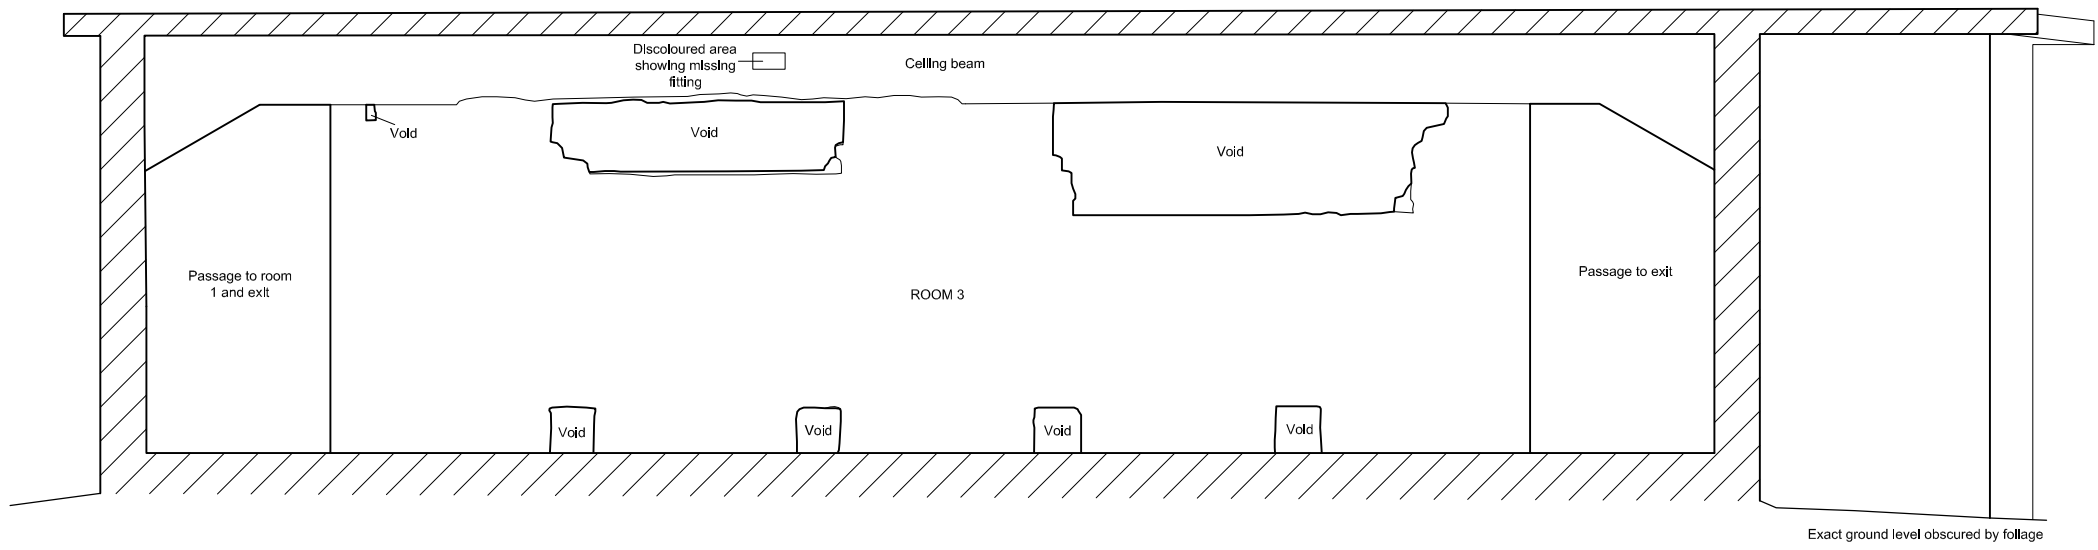 Discoloured area
showing missing
fitting
Ceiling beam
Void
Void
Void
Passage to room
1 and exit
ROOM 3
Passage to exit
Void
Void
Void
Void
Exact ground level obscured by foliage